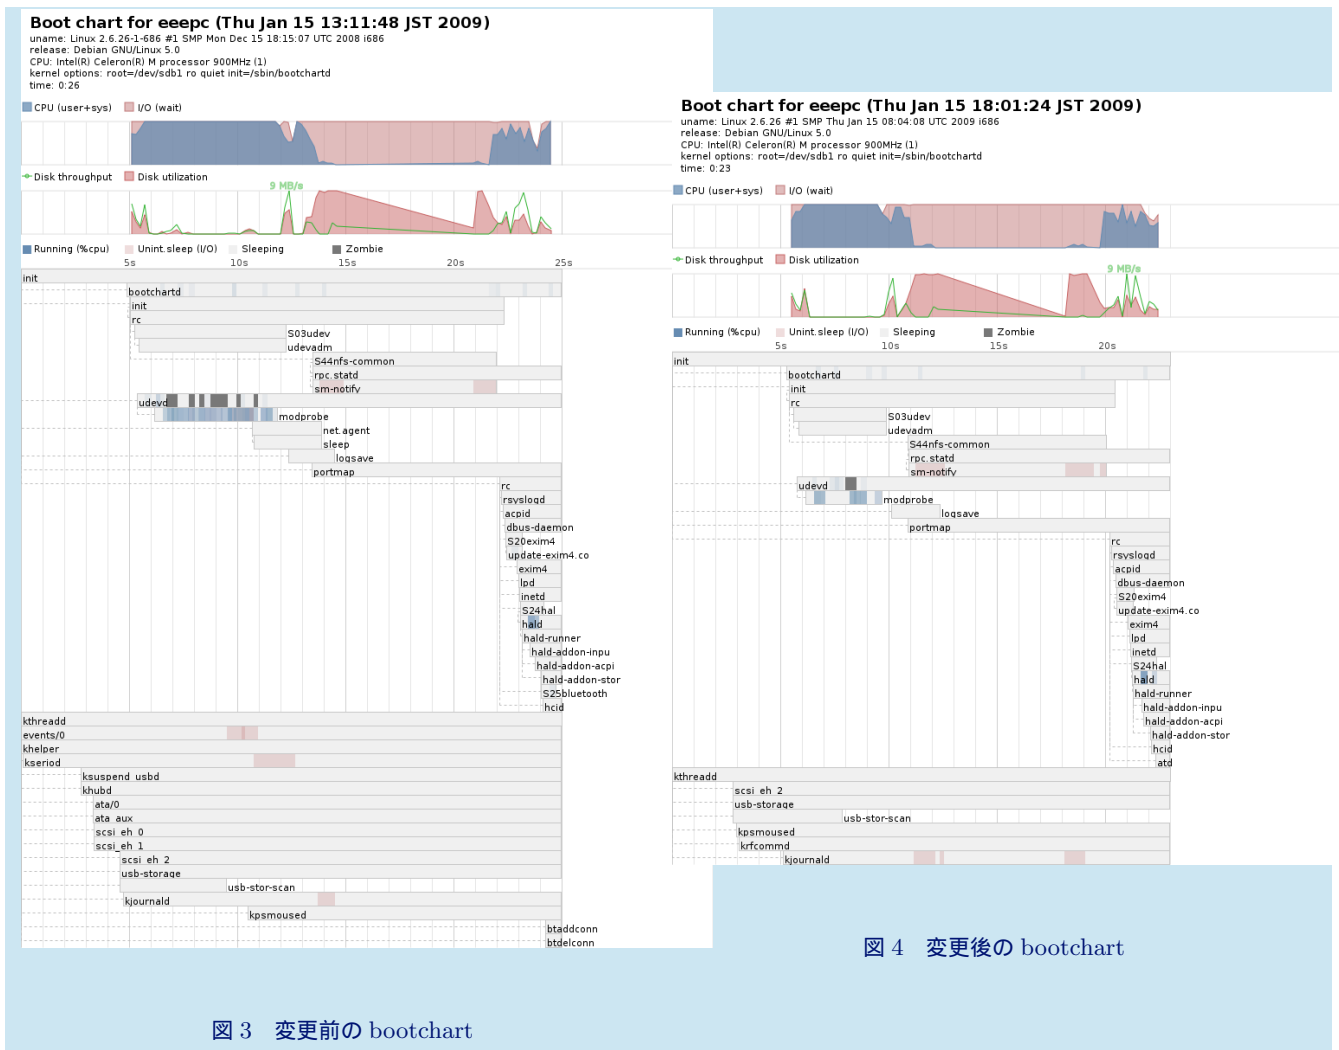 Boot chart for eeepc (Thu Jan 15 13:11:48 JST 2009)
uname: Linux 2.6.26-1-686 #1 SMP Mon Dec 15 18:15:07 UTC 2008 i686
release: Debian GNU/Linux 5.0
CPU: Intel(R) Celeron(R) M processor 900MHz (1)
kernel options: root=/dev/sdb1 ro quiet init=/sbin/bootchartd
time: 0:26
CPU (user+sys) I/O (wait)
Disk throughput Disk utilization
9 MB/s
Running (%cpu) Unint.sleep (I/O) Sleeping Zombie
5s 10s 15s 20s 25s
init
bootchartd
init
rc
S03udev
udevadm
S44nfs-common
rpc.statd
sm-notify
udevd
modprobe
net.agent
sleep
logsave
portmap
rc
rsyslogd
acpid
dbus-daemon
S20exim4
update-exim4.co
exim4
lpd
inetd
S24hal
hald
hald-runner
hald-addon-inpu
hald-addon-acpi
hald-addon-stor
S25bluetooth
hcid
kthreadd
events/0
khelper
kseriod
ksuspend_usbd
khubd
ata/0
ata_aux
scsi_eh_0
scsi_eh_1
scsi_eh_2
usb-storage
usb-stor-scan
kjournald
kpsmoused
btaddconn
btdelconn
図 3 変更前の bootchart
Boot chart for eeepc (Thu Jan 15 18:01:24 JST 2009)
uname: Linux 2.6.26 #1 SMP Thu Jan 15 08:04:08 UTC 2009 i686
release: Debian GNU/Linux 5.0
CPU: Intel(R) Celeron(R) M processor 900MHz (1)
kernel options: root=/dev/sdb1 ro quiet init=/sbin/bootchartd
time: 0:23
CPU (user+sys) I/O (wait)
Disk throughput Disk utilization
9 MB/s
Running (%cpu) Unint.sleep (I/O) Sleeping Zombie
5s 10s 15s 20s
init
bootchartd
init
rc
S03udev
udevadm
S44nfs-common
rpc.statd
sm-notify
udevd
modprobe
logsave
portmap
rc
rsyslogd
acpid
dbus-daemon
S20exim4
update-exim4.co
exim4
lpd
inetd
S24hal
hald
hald-runner
hald-addon-inpu
hald-addon-acpi
hald-addon-stor
hcid
atd
kthreadd
scsi_eh_2
usb-storage
usb-stor-scan
kpsmoused
krfcommd
kjournald
図 4 変更後の bootchart